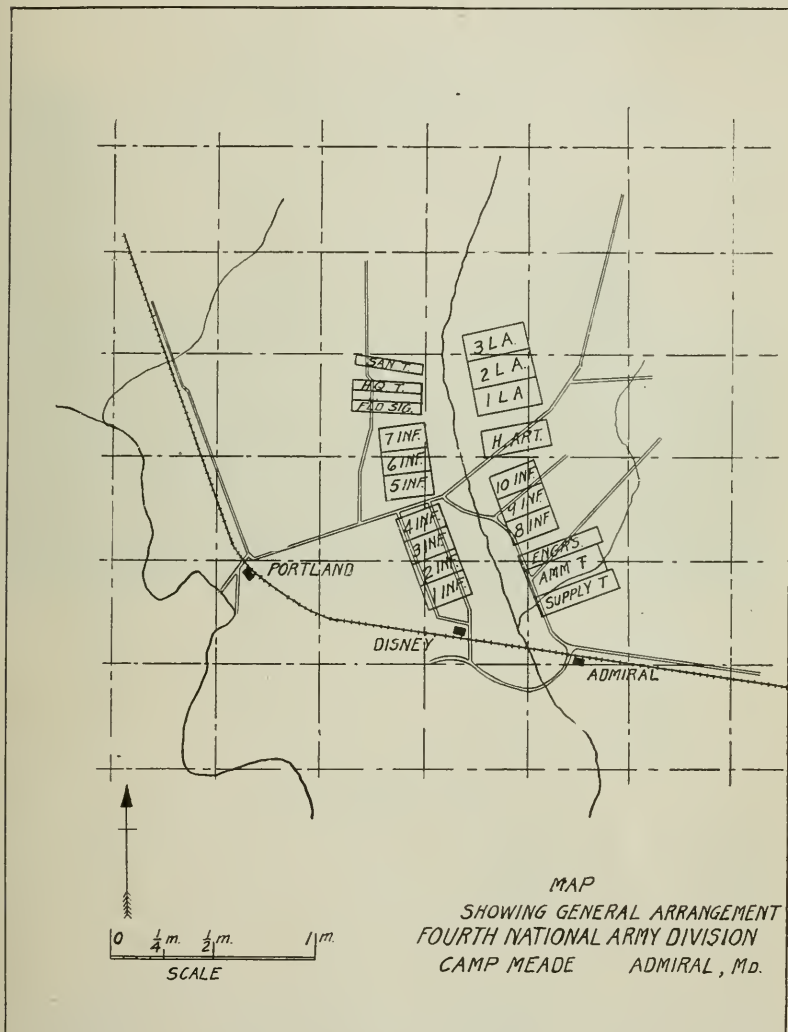 3 L A.
2 L A.
1 L A
SAN T.
HQ. T.
FLD SIG.
H. ART.
7 INF.
6 INF.
5 INF.
10 INF.
9 INF.
8 INF
4 INF.
3 INF.
2 INF.
1 INF.
ENG'RS.
AMM T
SUPPLY T
PORTLAND
DISNEY
ADMIRAL
0 1/4 m. 1/2 m. 1 m.
SCALE
MAP
SHOWING GENERAL ARRANGEMENT
FOURTH NATIONAL ARMY DIVISION
CAMP MEADE ADMIRAL, MD.